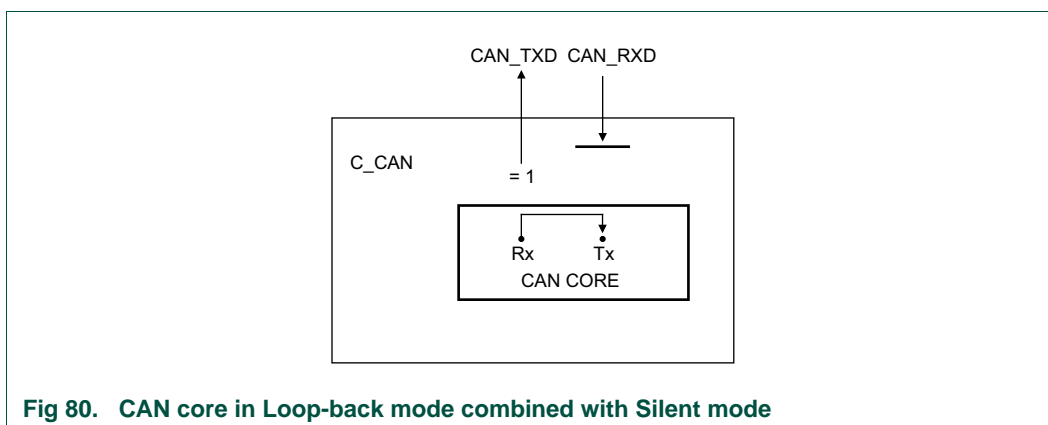 CAN_TXD CAN_RXD
C_CAN
= 1
Rx Tx
CAN CORE
Fig 80. CAN core in Loop-back mode combined with Silent mode